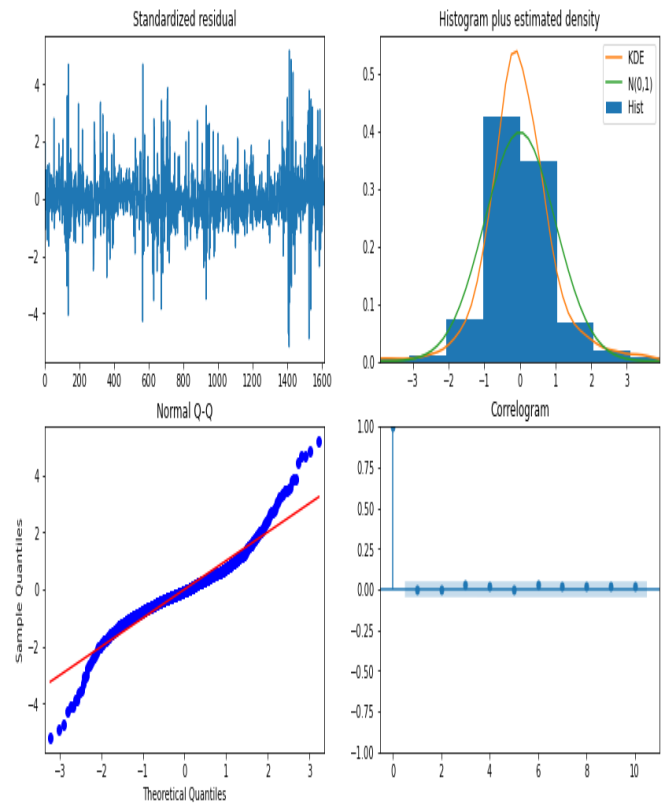 Standardized residual
4
2
0
−2
−4
0 200 400 600 800 1000 1200 1400 1600
Histogram plus estimated density
KDE
N(0,1)
Hist
0.5
0.4
0.3
0.2
0.1
0.0
−3 −2 −1 0 1 2 3
Normal Q-Q
Sample Quantiles
4
2
0
−2
−4
−3 −2 −1 0 1 2 3
Theoretical Quantiles
Correlogram
1.00
0.75
0.50
0.25
0.00
−0.25
−0.50
−0.75
−1.00
0 2 4 6 8 10